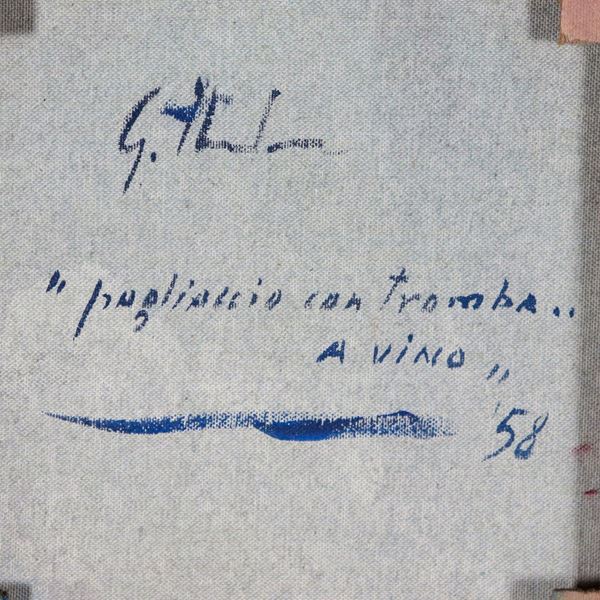 G.
" pagliaccio con tromba..
A VINO "
'58